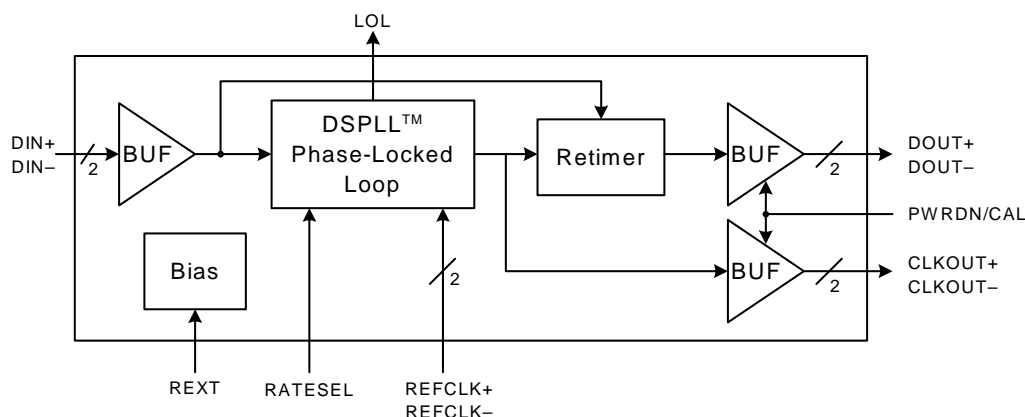 LOL
DIN+
DIN–
2
BUF
DSPLL™
Phase-Locked
Loop
Retimer
BUF
2
DOUT+
DOUT–
PWRDN/CAL
Bias
2
BUF
2
CLKOUT+
CLKOUT–
REXT
RATESEL
REFCLK+
REFCLK–